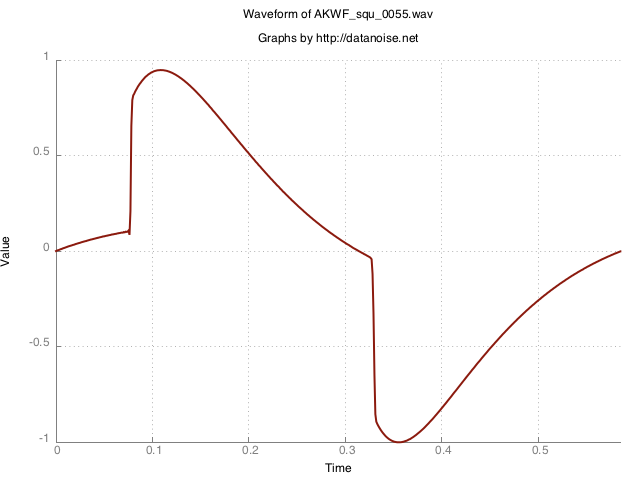 Waveform of AKWF_squ_0055.wav
Graphs by http://datanoise.net
1
0.5
0
-0.5
-1
Value
0 0.1 0.2 0.3 0.4 0.5
Time